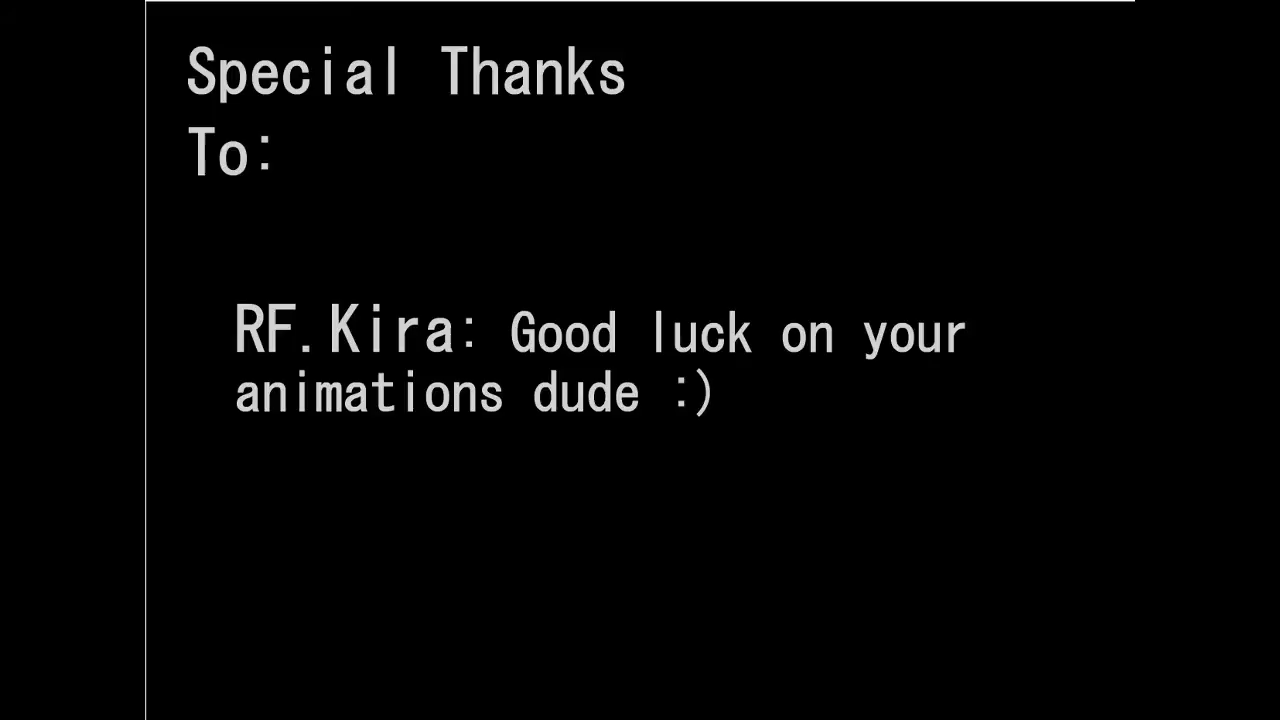 Special Thanks
To:
RF.Kira: Good luck on your
animations dude :)